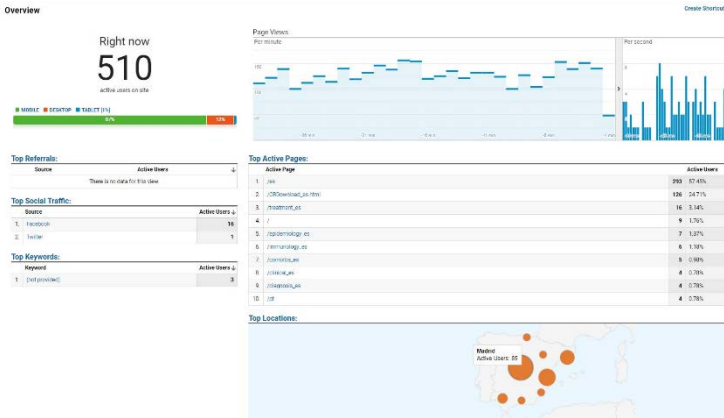 Overview
Create Shortcut
Right now
510
active users on site
MOBILE DESKTOP TABLET (1%)
87% 12%
Page Views
Per minute
Per second
Top Referrals:
Source Active Users ↓
There is no data for this view
Top Social Traffic:
Source Active Users ↓
1. Facebook 16
2. Twitter 1
Top Keywords:
Keyword Active Users ↓
1. (not provided) 3
Top Active Pages:
Active Page Active Users
1. /es 293 57.45%
2. 126 24.71%
3. /treatment_es 16 3.14%
4. / 9 1.76%
5. /epidemiology_es 7 1.37%
6. /immunology_es 6 1.18%
7. 5 0.98%
8. /clinical_es 4 0.78%
9. /diagnosis_es 4 0.78%
10. 4 0.78%
Top Locations:
Madrid
Active Users: 85